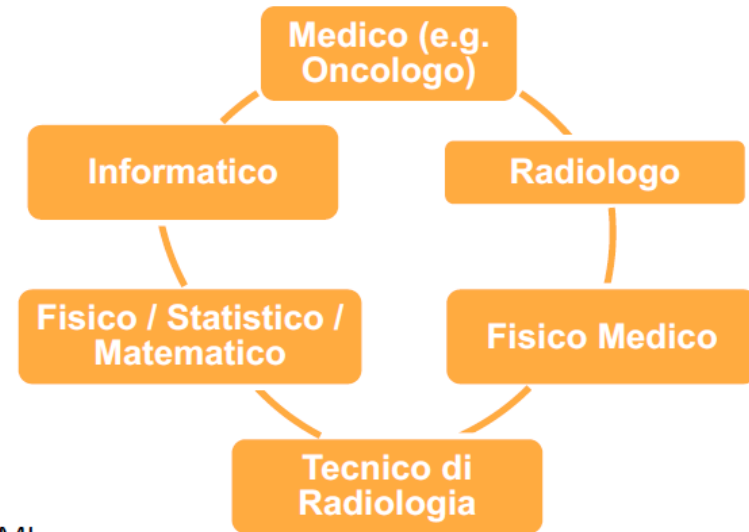 Medico (e.g.
Oncologo)
Informatico
Radiologo
Fisico / Statistico /
Matematico
Fisico Medico
Tecnico di
Radiologia